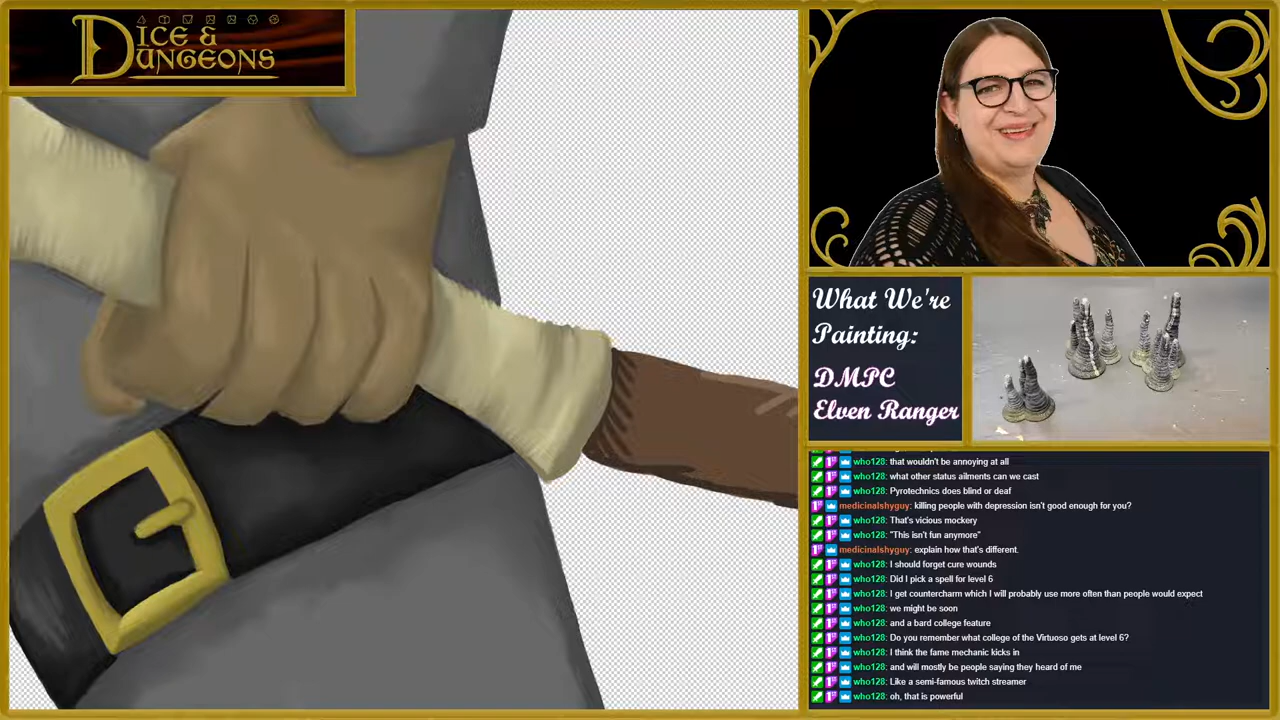 Dice &
Dungeons
What We're
Painting:
DMPC
Elven Ranger
who128: that wouldn't be annoying at all
who128: what other status ailments can we cast
who128: Pyrotechnics does blind or deaf
medicinalshyguy: killing people with depression isn't good enough for you?
who128: That's vicious mockery
who128: "This isn't fun anymore"
medicinalshyguy: explain how that's different.
who128: I should forget cure wounds
who128: Did I pick a spell for level 6
who128: I get countercharm which I will probably use more often than people would expect
who128: we might be soon
who128: and a bard college feature
who128: Do you remember what college of the Virtuoso gets at level 6?
who128: I think the fame mechanic kicks in
who128: and will mostly be people saying they heard of me
who128: Like a semi-famous twitch streamer
who128: oh, that is powerful